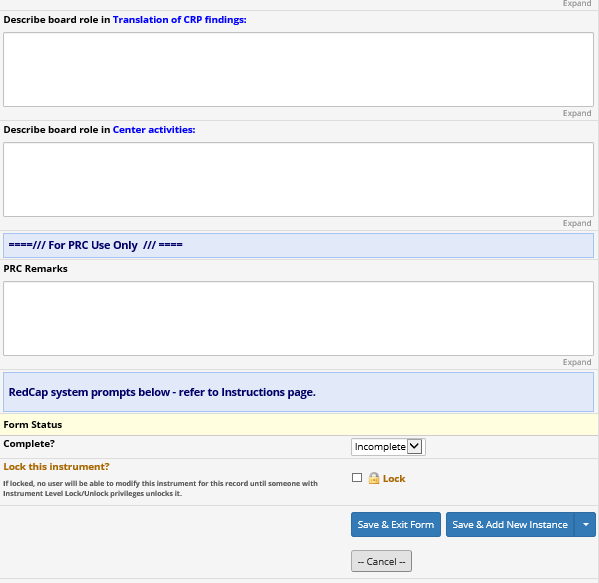 Expand
Describe board role in Translation of CRP findings:
Expand
Describe board role in Center activities:
Expand
====/// For PRC Use Only /// ====
PRC Remarks
Expand
RedCap system prompts below - refer to Instructions page.
Form Status
Complete?
Incomplete
Lock this instrument?
If locked, no user will be able to modify this instrument for this record until someone with
Instrument Level Lock/Unlock privileges unlocks it.
Lock
Save & Exit Form
Save & Add New Instance
-- Cancel --